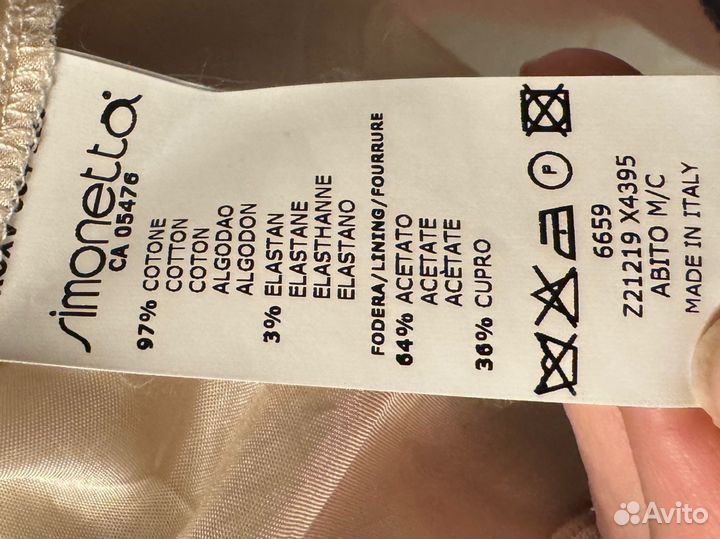 simonetta
CA 05476
97% COTONE
COTTON
COTON
ALGODAO
ALGODON
3% ELASTAN
ELASTANE
ELASTHANNE
ELASTANO
FODERA/LINING/FOURRURE
64% ACETATO
ACETATE
ACÈTATE
36% CUPRO
P
6659
Z21219 X4395
ABITO M/C
MADE IN ITALY
Avito